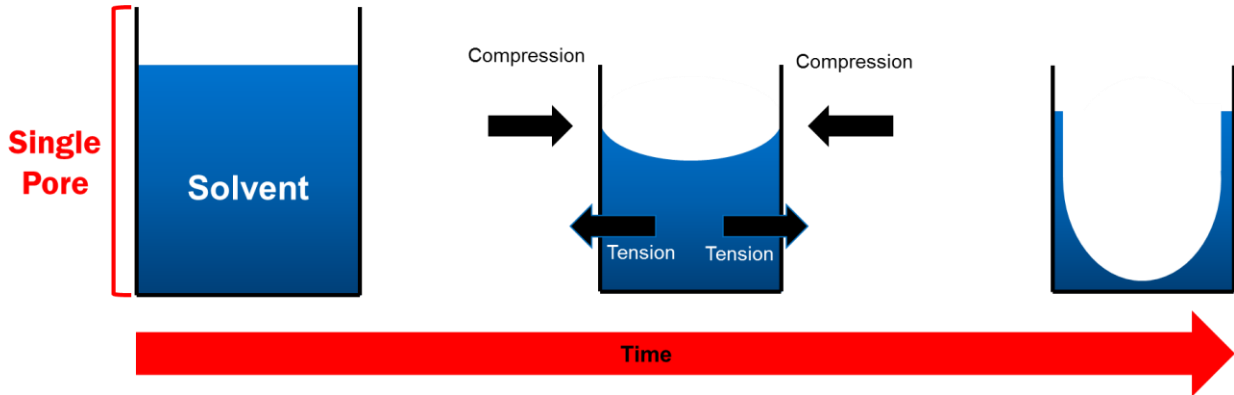 Single
Pore
Solvent
Compression
Compression
Tension
Tension
Time